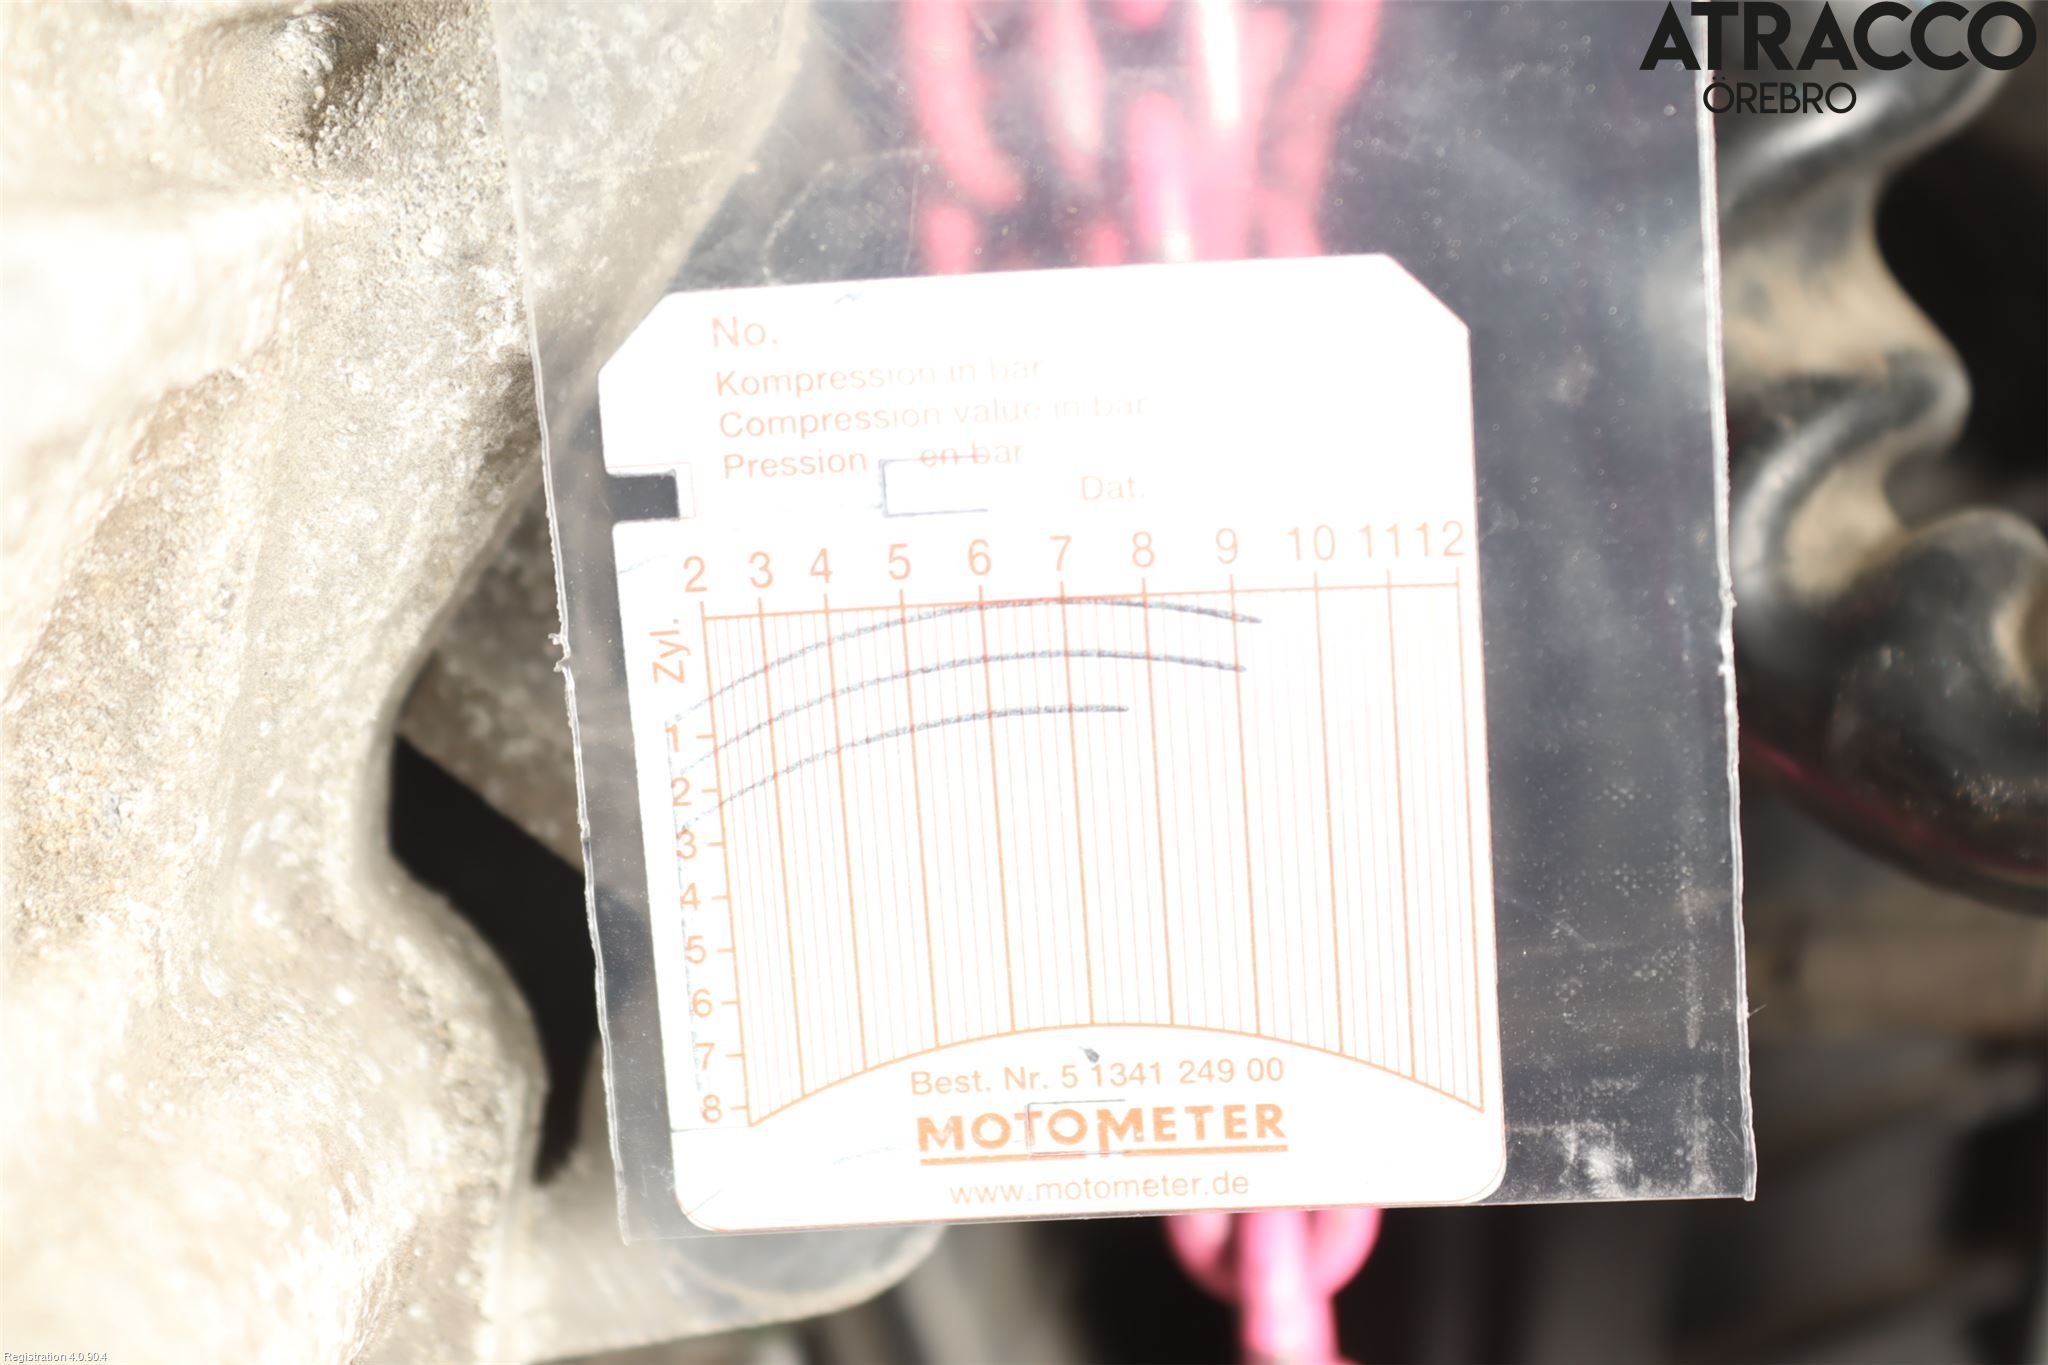 ATRACCO
ÖREBRO
No.
Kompression in bar
Compression value in bar
Pression en bar
Dat.
2 3 4 5 6 7 8 9 10 11 12
Zyl.
1
2
3
4
5
6
7
8
Best. Nr. 5 1341 249 00
MOTOMETER
www.motometer.de
Registration 4.0.90.4